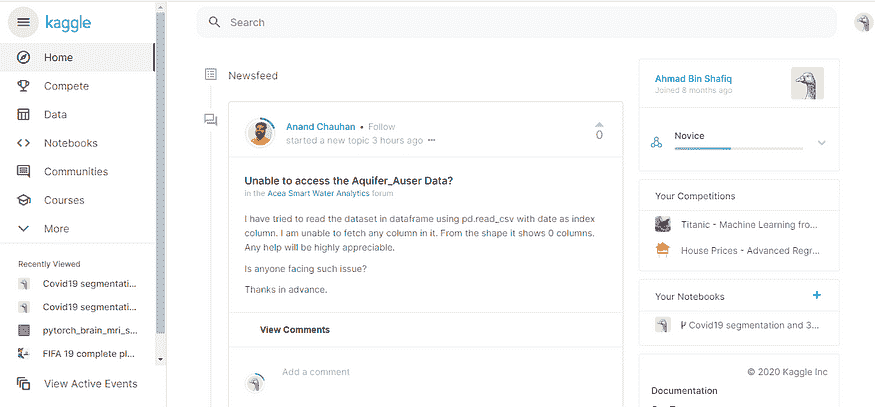 kaggle
Search
Home
Compete
Data
Notebooks
Communities
Courses
More
Recently Viewed
Covid19 segmentati...
Covid19 segmentati...
pytorch_brain_mri_s...
FIFA 19 complete pl...
View Active Events
Newsfeed
Anand Chauhan • Follow
started a new topic 3 hours ago •••
0
Unable to access the Aquifer_Auser Data?
in the Acea Smart Water Analytics forum
I have tried to read the dataset in dataframe using pd.read_csv with date as index
column. I am unable to fetch any column in it. From the shape it shows 0 columns.
Any help will be highly appreciable.
Is anyone facing such issue?
Thanks in advance.
View Comments
Add a comment
Ahmad Bin Shafiq
Joined 8 months ago
Novice
Your Competitions
Titanic - Machine Learning fro...
House Prices - Advanced Regr...
Your Notebooks +
Covid19 segmentation and 3...
© 2020 Kaggle Inc
Documentation